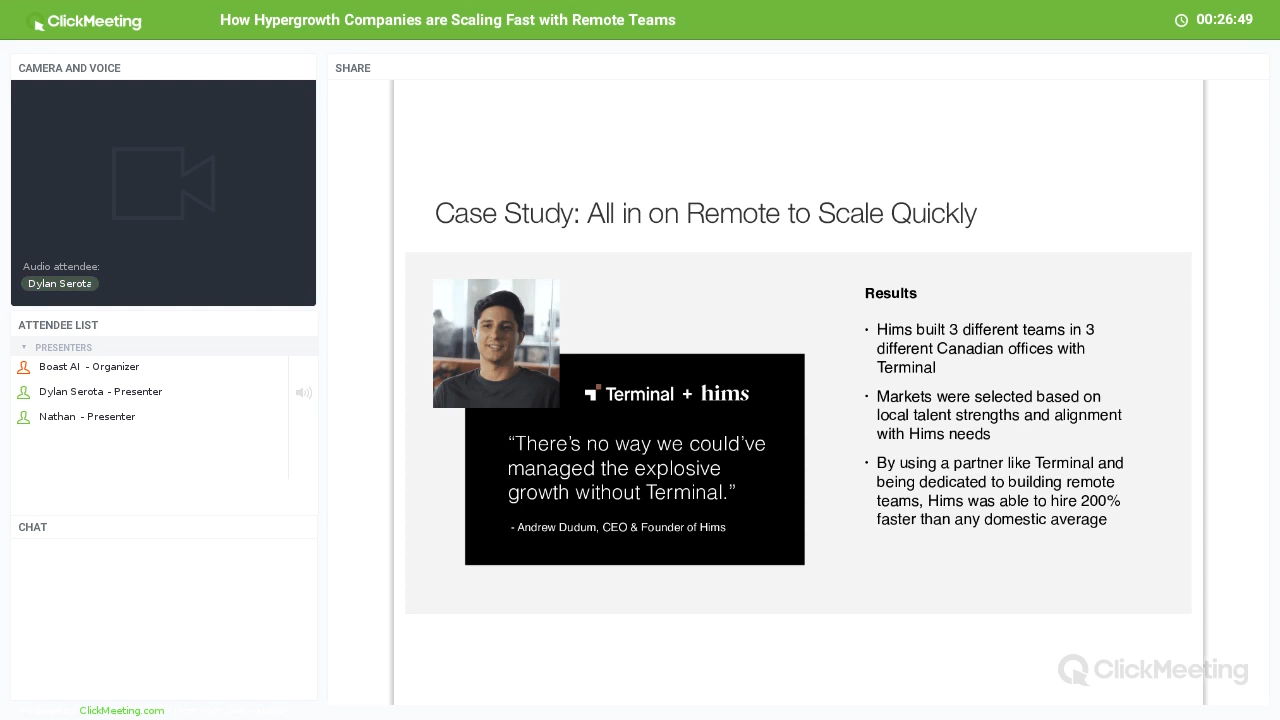 ClickMeeting
How Hypergrowth Companies are Scaling Fast with Remote Teams
00:26:49
CAMERA AND VOICE
Audio attendee:
Dylan Serota
ATTENDEE LIST
PRESENTERS
Boast AI - Organizer
Dylan Serota - Presenter
Nathan - Presenter
CHAT
ClickMeeting.com
SHARE
Case Study: All in on Remote to Scale Quickly
Terminal + hims
“There’s no way we could’ve
managed the explosive
growth without Terminal.”
- Andrew Dudum, CEO & Founder of Hims
Results
· Hims built 3 different teams in 3
different Canadian offices with
Terminal
· Markets were selected based on
local talent strengths and alignment
with Hims needs
· By using a partner like Terminal and
being dedicated to building remote
teams, Hims was able to hire 200%
faster than any domestic average
ClickMeeting